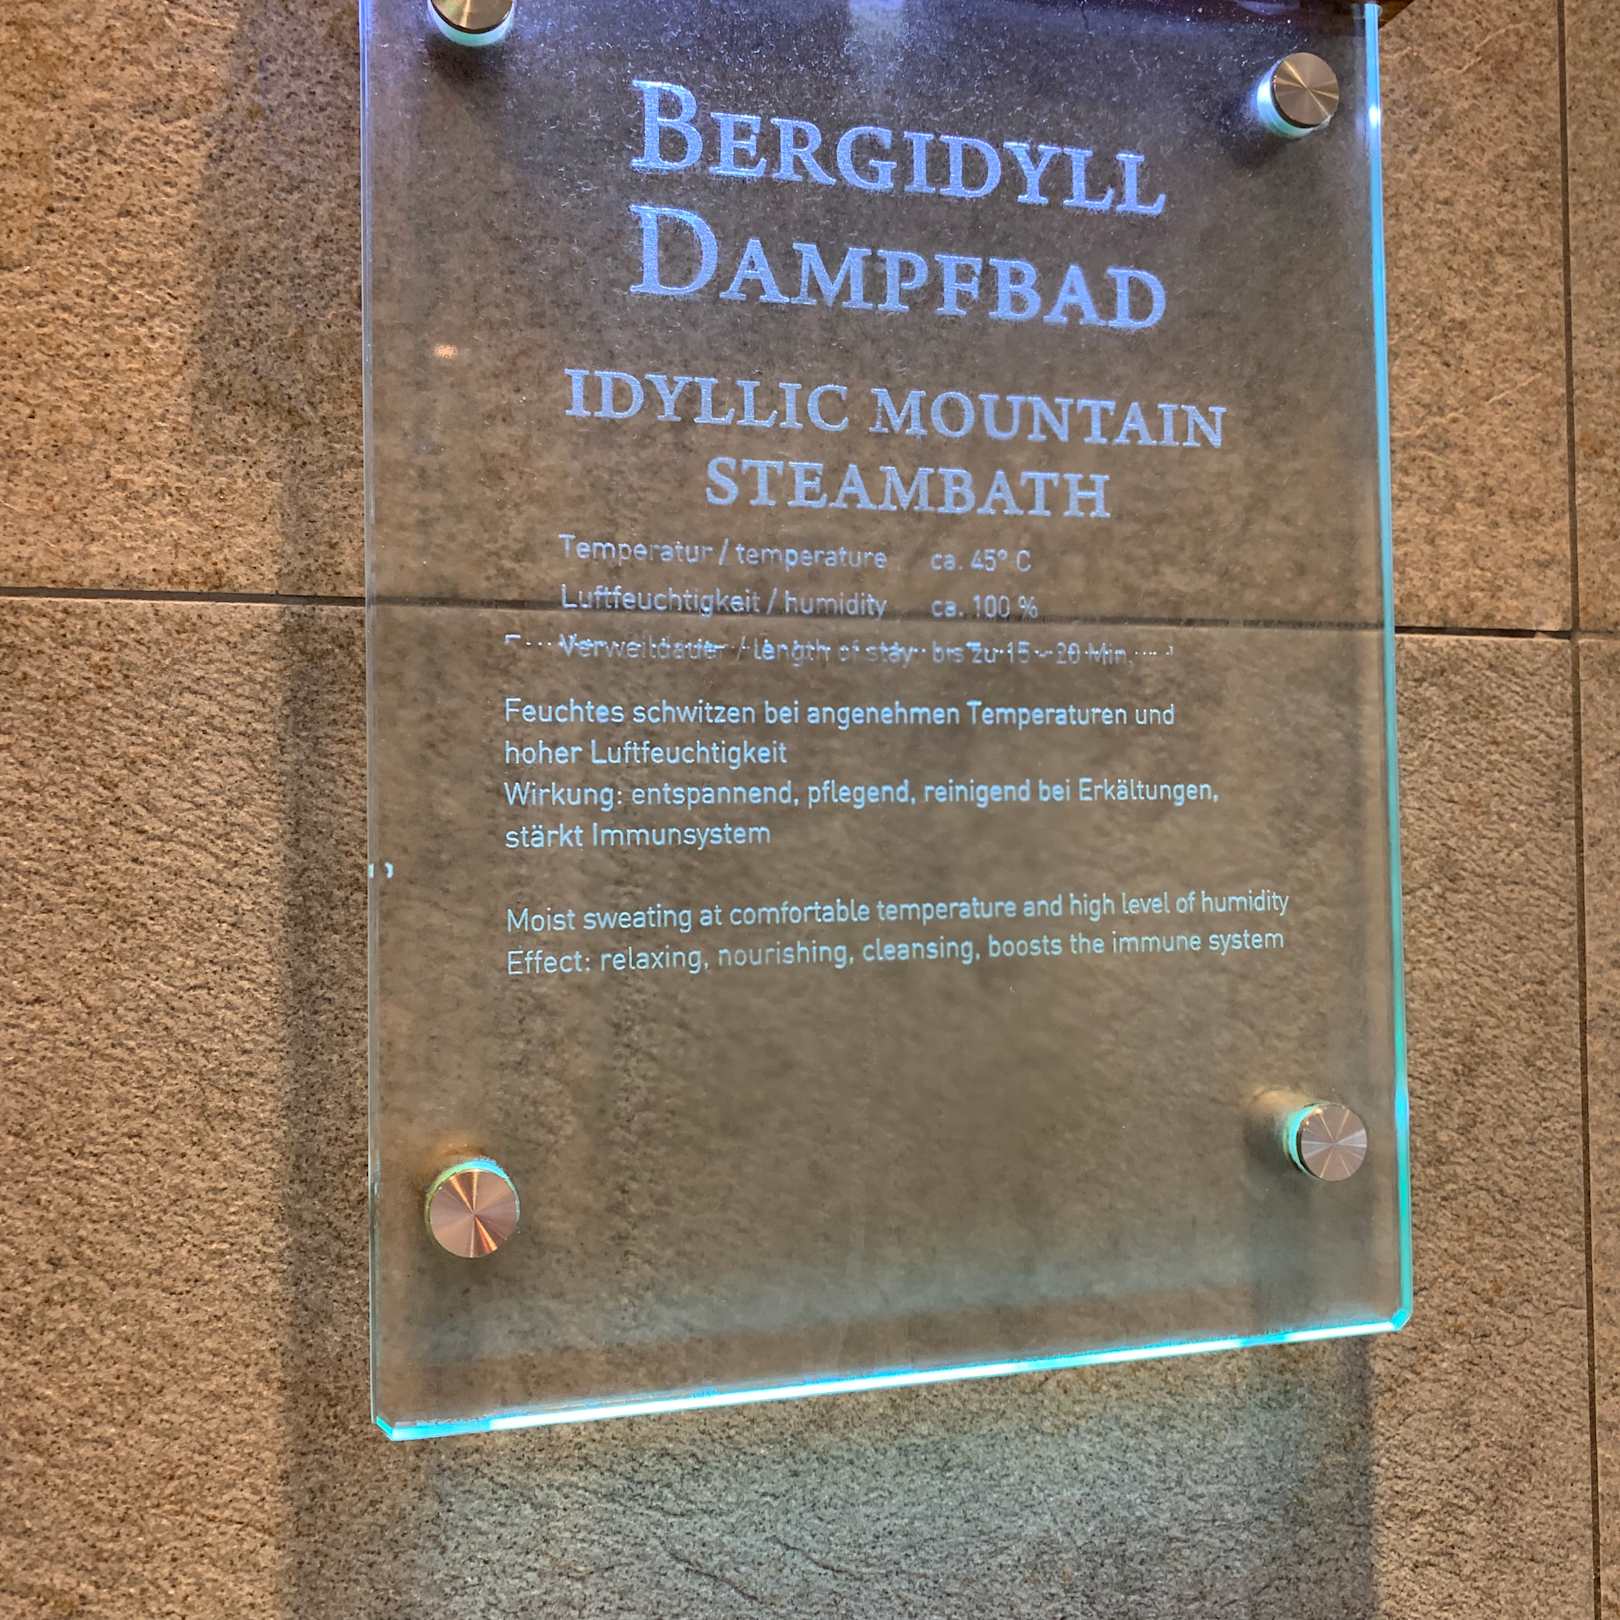 BERGIDYLL
DAMPFBAD
IDYLLIC MOUNTAIN
STEAMBATH
Temperatur / temperature ca. 45° C
Luftfeuchtigkeit / humidity ca. 100 %
Verweildauer / length of stay bis zu 15 - 20 Min.
Feuchtes schwitzen bei angenehmen Temperaturen und
hoher Luftfeuchtigkeit
Wirkung: entspannend, pflegend, reinigend bei Erkältungen,
stärkt Immunsystem
Moist sweating at comfortable temperature and high level of humidity
Effect: relaxing, nourishing, cleansing, boosts the immune system